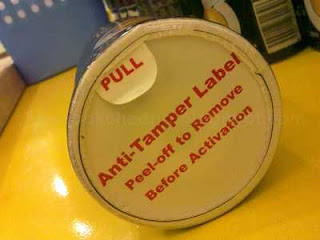 PULL
Anti-Tamper Label
Peel-off to Remove
Before Activation